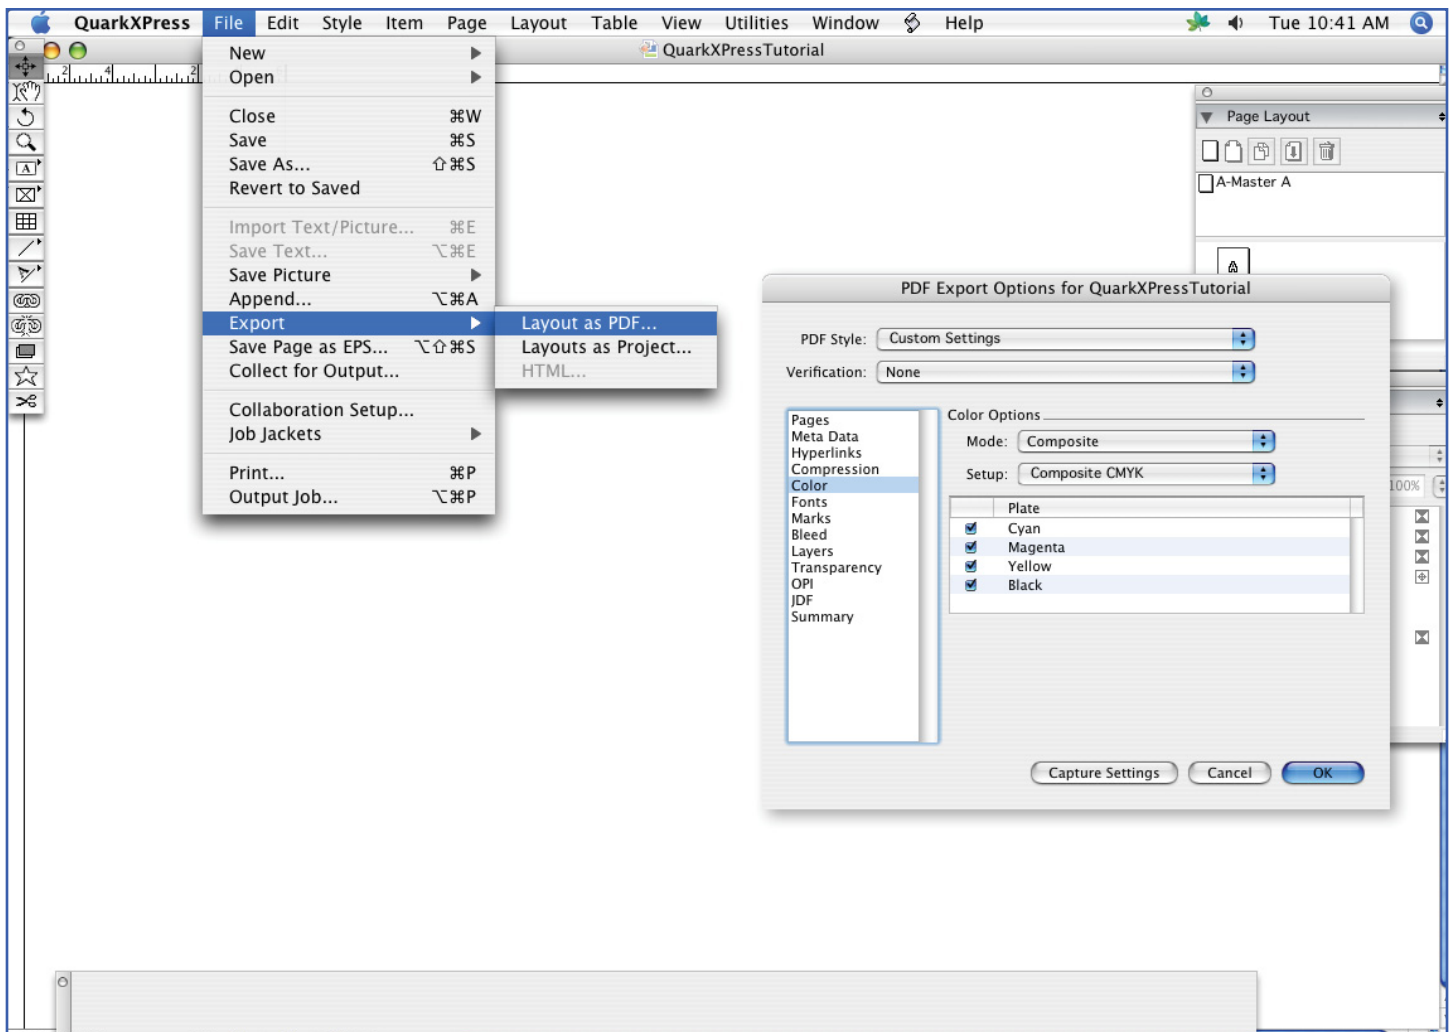 QuarkXPress File Edit Style Item Page Layout Table View Utilities Window Help Tue 10:41 AM
QuarkXPressTutorial
2 4 2
New
Open
Close ⌘W
Save ⌘S
Save As... ⇧⌘S
Revert to Saved
Import Text/Picture... ⌘E
Save Text... ⌥⌘E
Save Picture
Append... ⌥⌘A
Export
Save Page as EPS... ⌥⇧⌘S
Collect for Output...
Collaboration Setup...
Job Jackets
Print... ⌘P
Output Job... ⌥⌘P
Layout as PDF...
Layouts as Project...
HTML...
A
Page Layout
A-Master A
A
PDF Export Options for QuarkXPressTutorial
PDF Style: Custom Settings
Verification: None
Pages
Meta Data
Hyperlinks
Compression
Color
Fonts
Marks
Bleed
Layers
Transparency
OPI
JDF
Summary
Color Options
Mode: Composite
Setup: Composite CMYK
Plate
Cyan
Magenta
Yellow
Black
Capture Settings Cancel OK
100%